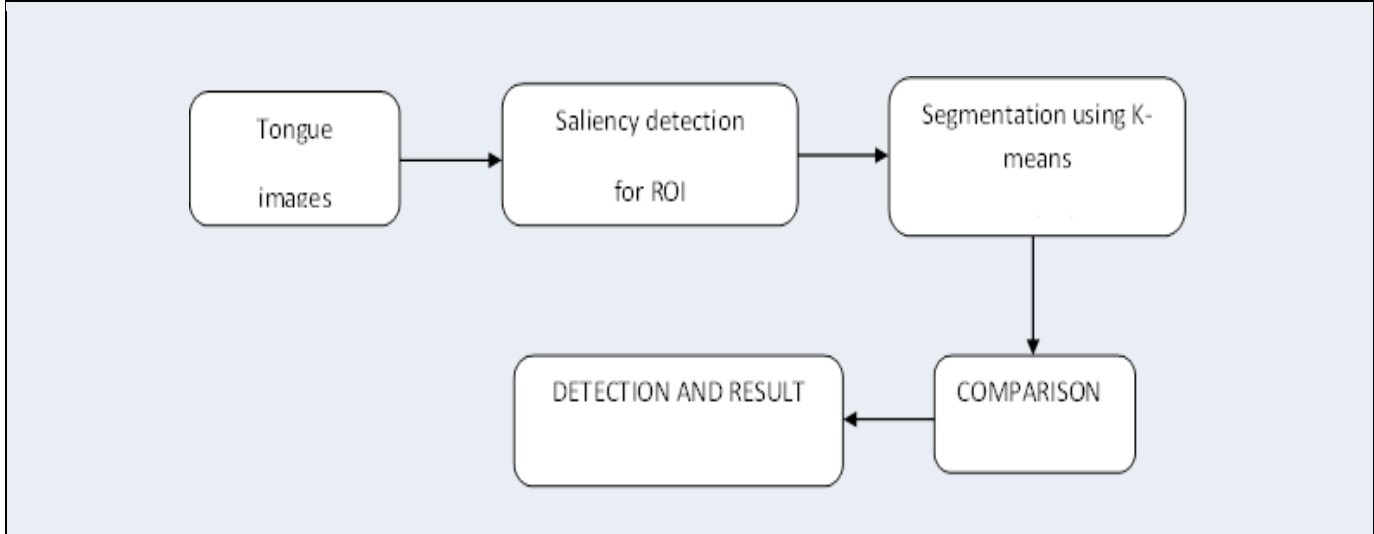 Tongue
images
Saliency detection
for ROI
Segmentation using K-
means
COMPARISON
DETECTION AND RESULT